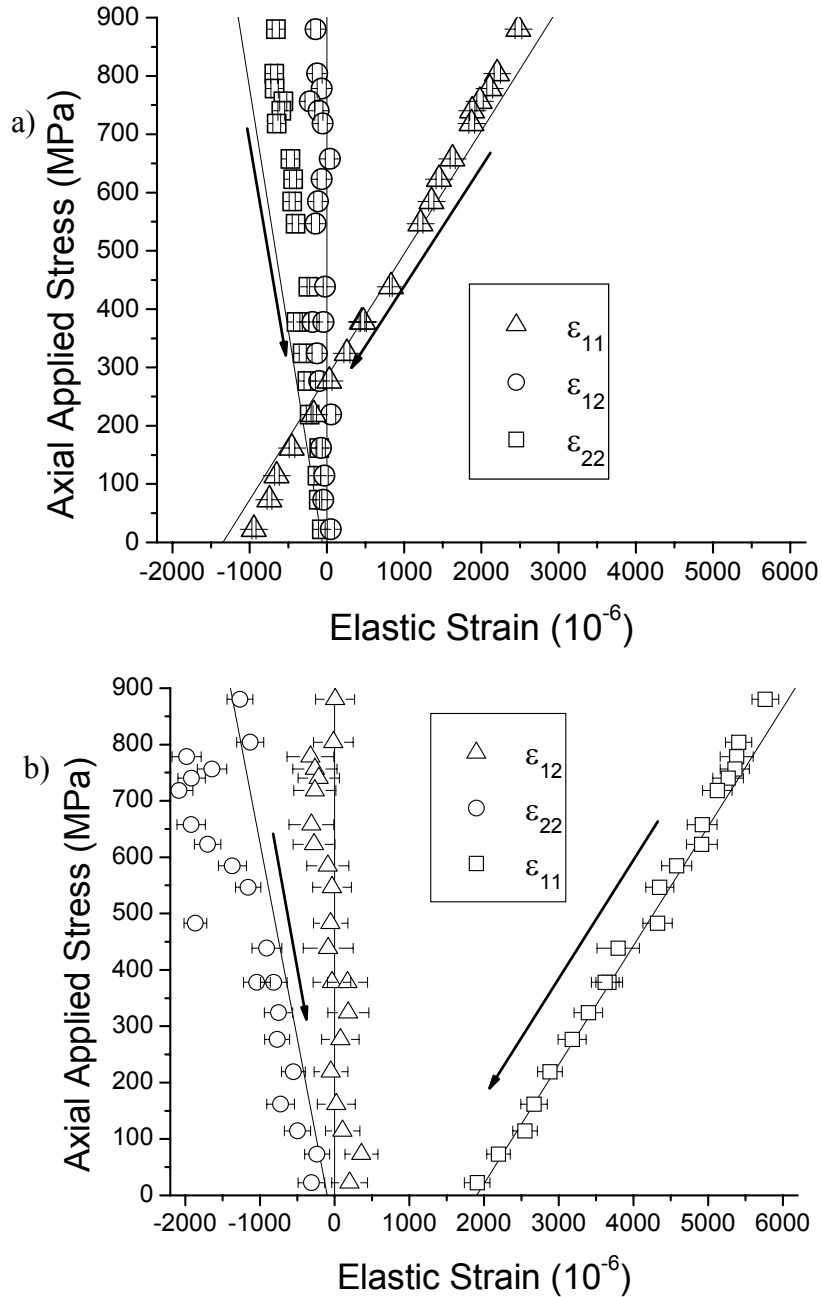 a)
900
800
700
600
500
400
300
200
100
0
Axial Applied Stress (MPa)
ε11
ε12
ε22
-2000 -1000 0 1000 2000 3000 4000 5000 6000
Elastic Strain (10-6)
b)
900
800
700
600
500
400
300
200
100
0
Axial Applied Stress (MPa)
ε12
ε22
ε11
-2000 -1000 0 1000 2000 3000 4000 5000 6000
Elastic Strain (10-6)